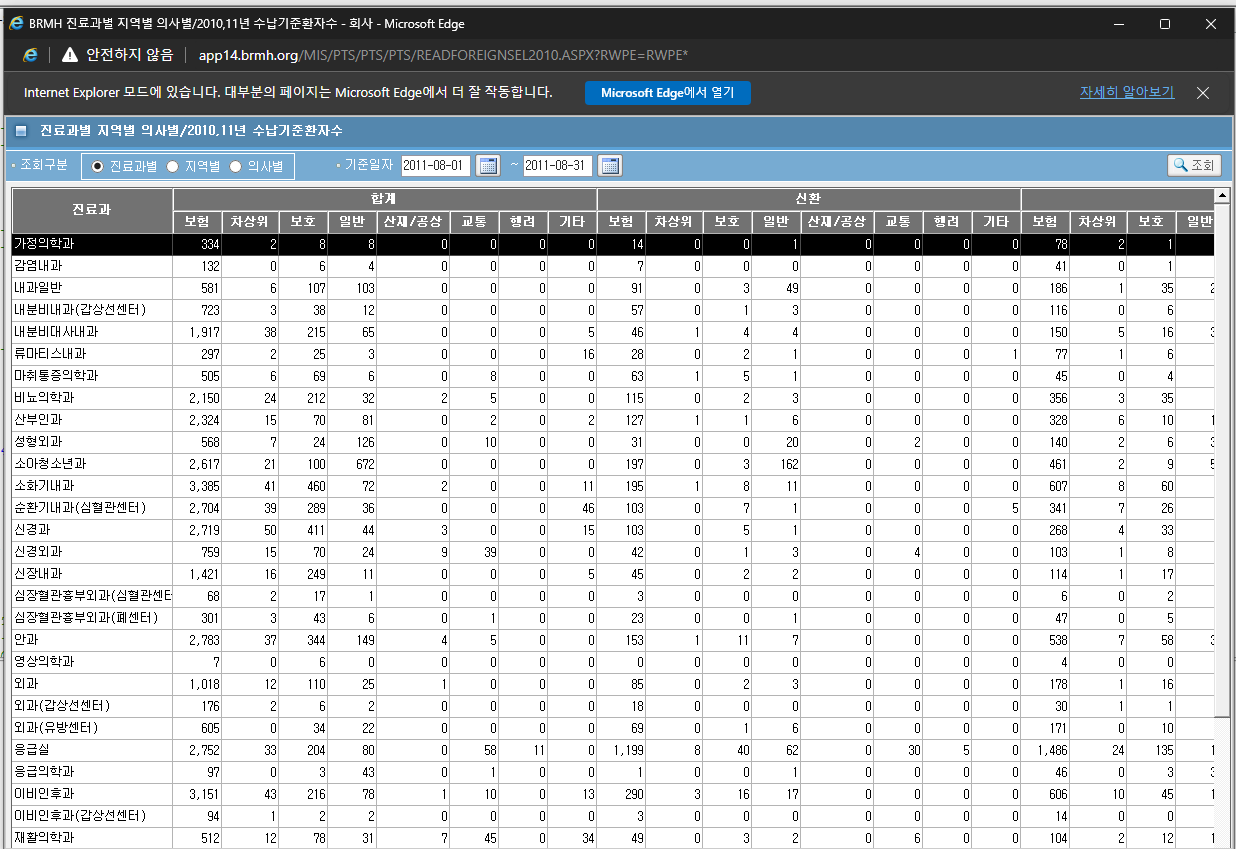 BRMH 진료과별 지역별 의사별/2010,11년 수납기준환자수 - 회사 - Microsoft Edge
안전하지 않음 app14.brmh.org/MIS/PTS/PTS/PTS/READFOREIGNSEL2010.ASPX?RWPE=RWPE*
Internet Explorer 모드에 있습니다. 대부분의 페이지는 Microsoft Edge에서 더 잘 작동합니다. Microsoft Edge에서 열기 자세히 알아보기
진료과별 지역별 의사별/2010,11년 수납기준환자수
조회구분 진료과별 지역별 의사별 기준일자 2011-08-01 ~ 2011-08-31 조회
진료과 합계 신환
보험 차상위 보호 일반 산재/공상 교통 행려 기타 보험 차상위 보호 일반 산재/공상 교통 행려 기타 보험 차상위 보호 일반
가정의학과 334 2 8 8 0 0 0 0 14 0 0 1 0 0 0 0 78 2 1
감염내과 132 0 6 4 0 0 0 0 7 0 0 0 0 0 0 0 41 0 1
내과일반 581 6 107 103 0 0 0 0 91 0 3 49 0 0 0 0 186 1 35
내분비내과(갑상선센터) 723 3 38 12 0 0 0 0 57 0 1 3 0 0 0 0 116 0 6
내분비대사내과 1,917 38 215 65 0 0 0 5 46 1 4 4 0 0 0 0 150 5 16
류마티스내과 297 2 25 3 0 0 0 16 28 0 2 1 0 0 0 1 77 1 6
마취통증의학과 505 6 69 6 0 8 0 0 63 1 5 1 0 0 0 0 45 0 4
비뇨의학과 2,150 24 212 32 2 5 0 0 115 0 2 3 0 0 0 0 356 3 35
산부인과 2,324 15 70 81 0 2 0 2 127 1 1 6 0 0 0 0 328 6 10
성형외과 568 7 24 126 0 10 0 0 31 0 0 20 0 2 0 0 140 2 6
소아청소년과 2,617 21 100 672 0 0 0 0 197 0 3 162 0 0 0 0 461 2 9
소화기내과 3,385 41 460 72 2 0 0 11 195 1 8 11 0 0 0 0 607 8 60
순환기내과(심혈관센터) 2,704 39 289 36 0 0 0 46 103 0 7 1 0 0 0 5 341 7 26
신경과 2,719 50 411 44 3 0 0 15 103 0 5 1 0 0 0 0 268 4 33
신경외과 759 15 70 24 9 39 0 0 42 0 1 3 0 4 0 0 103 1 8
신장내과 1,421 16 249 11 0 0 0 5 45 0 2 2 0 0 0 0 114 1 17
심장혈관흉부외과(심혈관센터 68 2 17 1 0 0 0 0 3 0 0 0 0 0 0 0 6 0 2
심장혈관흉부외과(폐센터) 301 3 43 6 0 1 0 0 23 0 0 1 0 0 0 0 47 0 5
안과 2,783 37 344 149 4 5 0 0 153 1 11 7 0 0 0 0 538 7 58
영상의학과 7 0 6 0 0 0 0 0 0 0 0 0 0 0 0 0 4 0 0
외과 1,018 12 110 25 1 0 0 0 85 0 2 3 0 0 0 0 178 1 16
외과(갑상선센터) 176 2 6 2 0 0 0 0 18 0 0 0 0 0 0 0 30 1 1
외과(유방센터) 605 0 34 22 0 0 0 0 69 0 1 6 0 0 0 0 171 0 10
응급실 2,752 33 204 80 0 58 11 0 1,199 8 40 62 0 30 5 0 1,486 24 135
응급의학과 97 0 3 43 0 1 0 0 1 0 0 1 0 0 0 0 46 0 3
이비인후과 3,151 43 216 78 1 10 0 13 290 3 16 17 0 0 0 0 606 10 45
이비인후과(갑상선센터) 94 1 2 2 0 0 0 0 3 0 0 0 0 0 0 0 14 0 0
재활의학과 512 12 78 31 7 45 0 34 49 0 3 2 0 6 0 0 104 2 12